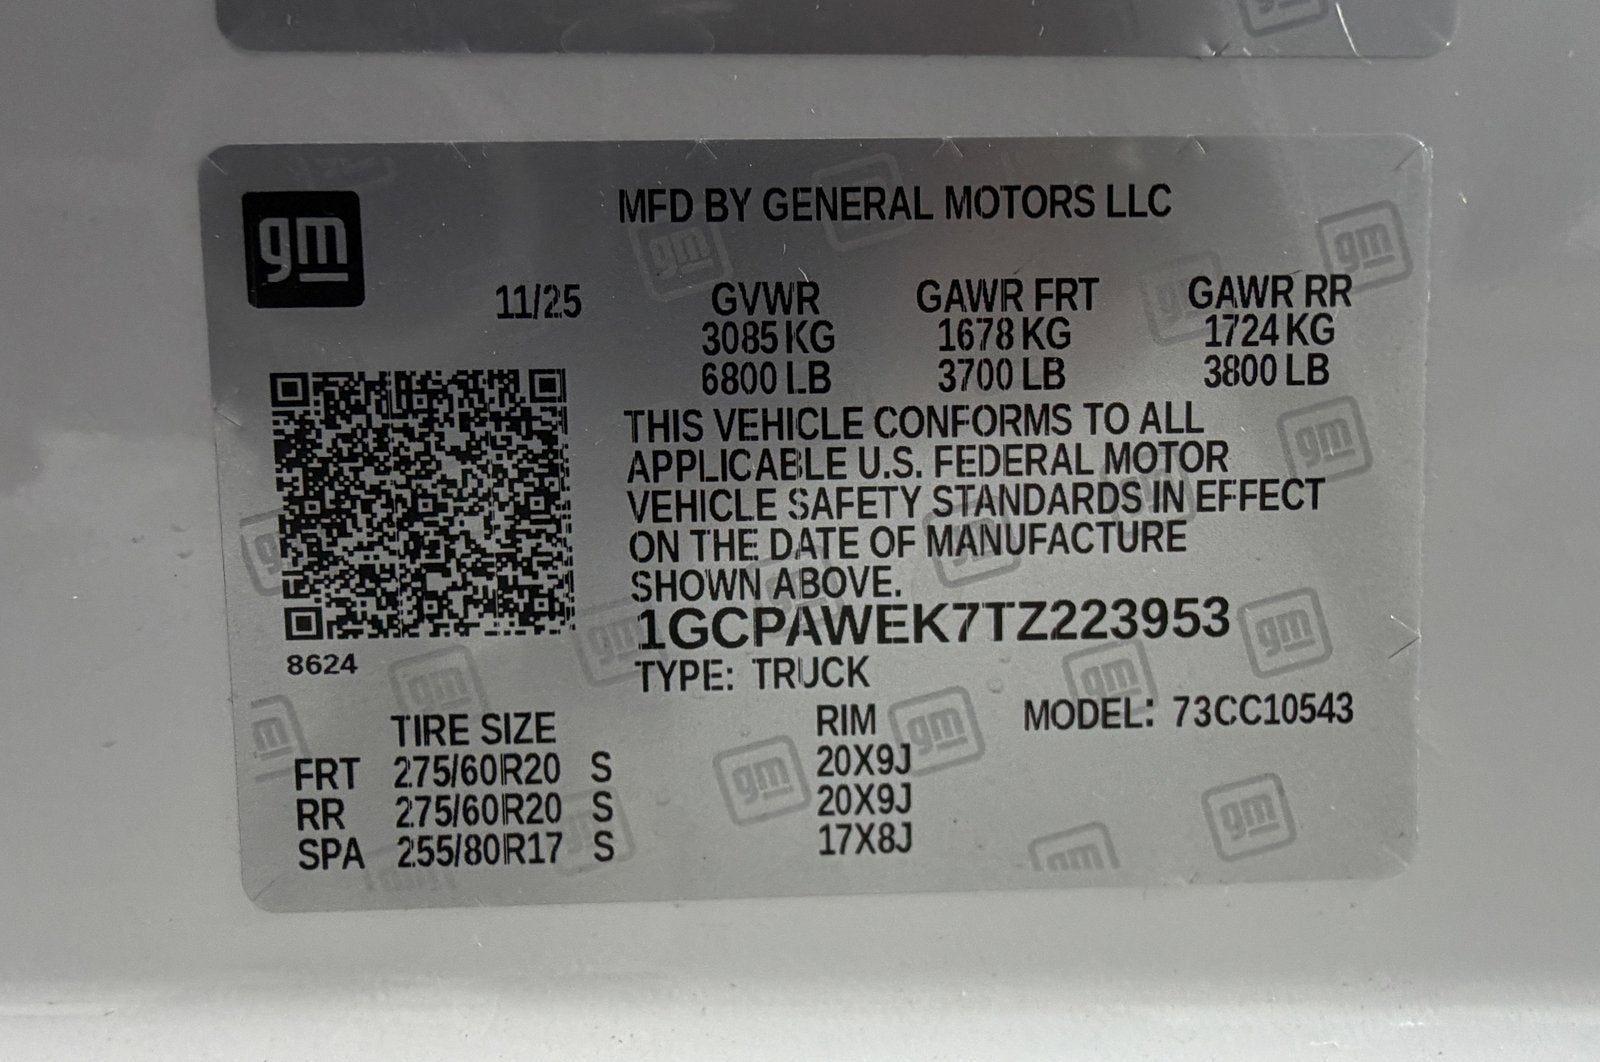 gm
MFD BY GENERAL MOTORS LLC
11/25
GVWR GAWR FRT GAWR RR
3085 KG 1678 KG 1724 KG
6800 LB 3700 LB 3800 LB
THIS VEHICLE CONFORMS TO ALL
APPLICABLE U.S. FEDERAL MOTOR
VEHICLE SAFETY STANDARDS IN EFFECT
ON THE DATE OF MANUFACTURE
SHOWN ABOVE.
1GCPAWEK7TZ223953
8624
TYPE: TRUCK
MODEL: 73CC10543
TIRE SIZE RIM
FRT 275/60R20 S 20X9J
RR 275/60R20 S 20X9J
SPA 255/80R17 S 17X8J